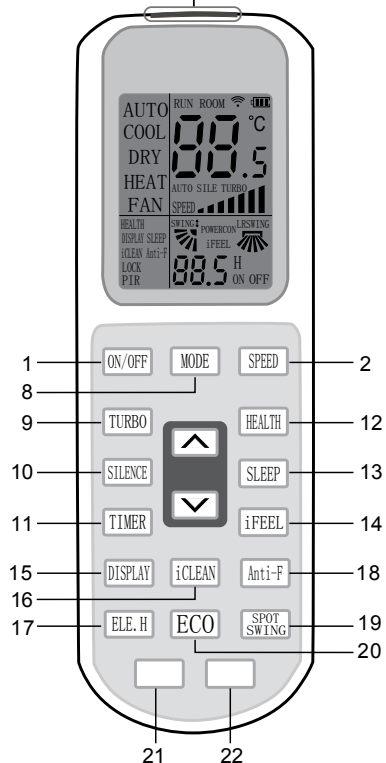 AUTO RUN ROOM
COOL 88.5 °C
DRY
HEAT AUTO SILE TURBO
FAN SPEED
HEALTH SWING LRSWING
DISPLAY SLEEP POWERCON
iCLEAN Anti-F iFEEL
LOCK 88.5 H
PIR ON OFF
1 ON/OFF MODE SPEED 2
8
9 TURBO HEALTH 12
10 SILENCE SLEEP 13
11 TIMER iFEEL 14
15 DISPLAY iCLEAN Anti-F 18
16
17 ELE.H ECO SPOT SWING 19
20
21 22